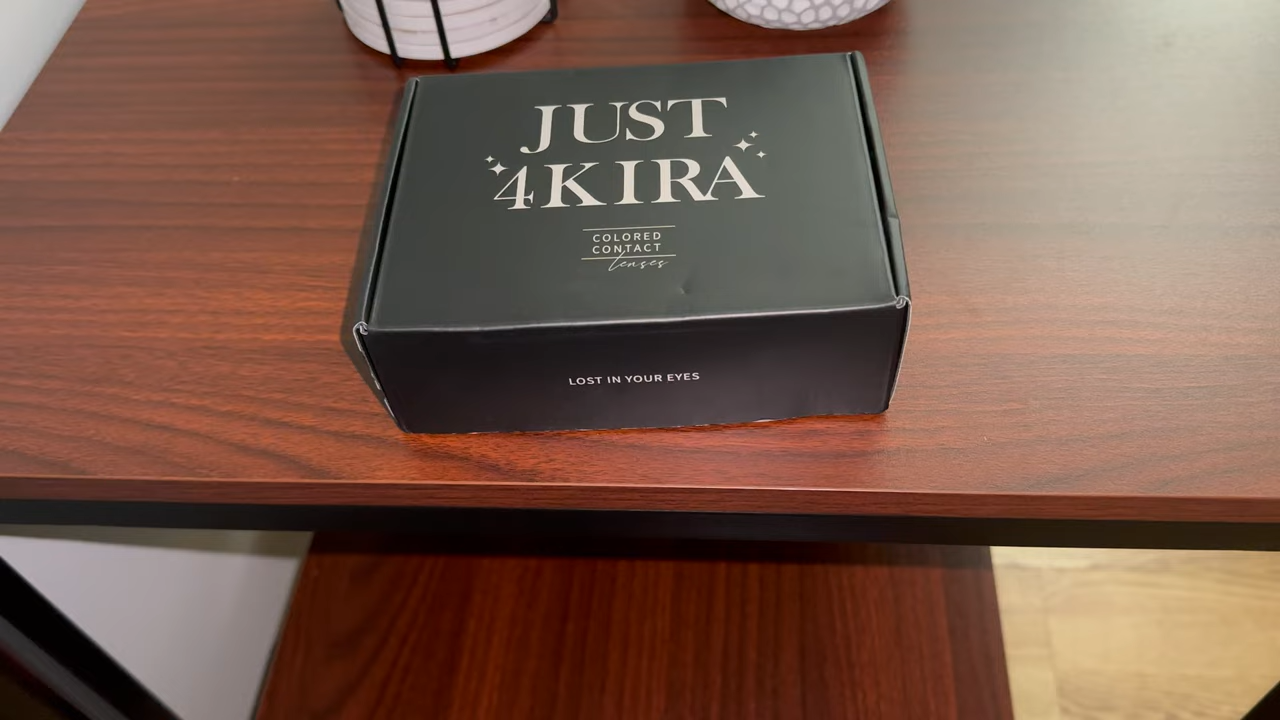 JUST
4KIRA
COLORED
CONTACT
lenses
LOST IN YOUR EYES